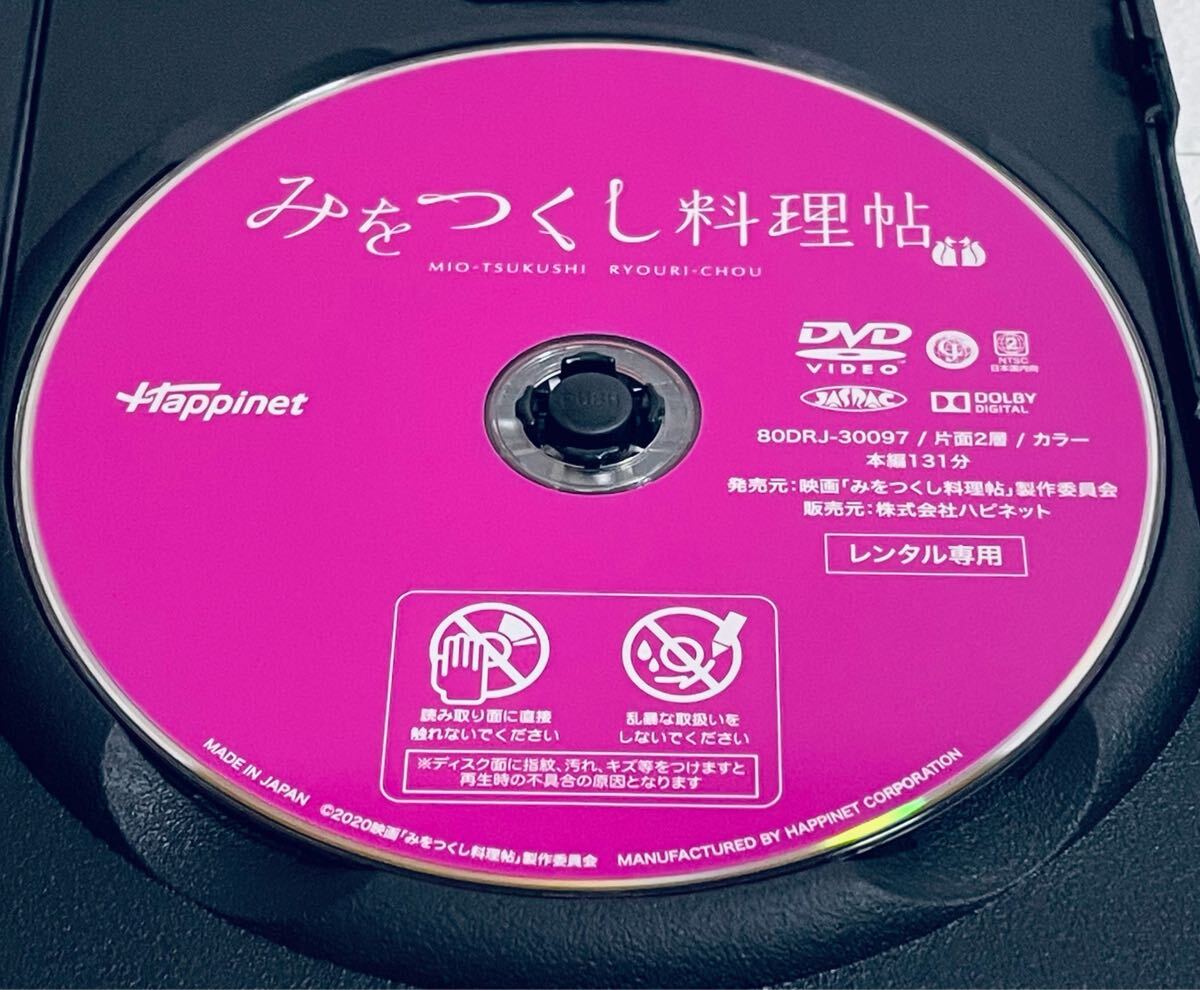 みをつくし料理帖
MIO-TSUKUSHI RYOURI-CHOU
Happinet
DVD
VIDEO
2
NTSC
日本国内向
JASRAC
DOLBY
DIGITAL
80DRJ-30097 / 片面2層 / カラー
本編131分
発売元:映画「みをつくし料理帖」製作委員会
販売元:株式会社ハピネット
レンタル専用
PUSH
読み取り面に直接
触れないでください
乱暴な取扱いを
しないでください
※ディスク面に指紋、汚れ、キズ等をつけますと
再生時の不具合の原因となります
MADE IN JAPAN
©2020映画「みをつくし料理帖」製作委員会
MANUFACTURED BY HAPPINET CORPORATION